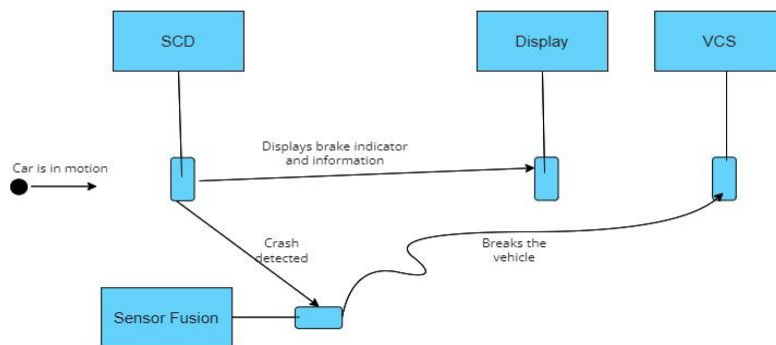 SCD
Display
VCS
Car is in motion
Displays brake indicator
and information
Crash
detected
Breaks the
vehicle
Sensor Fusion